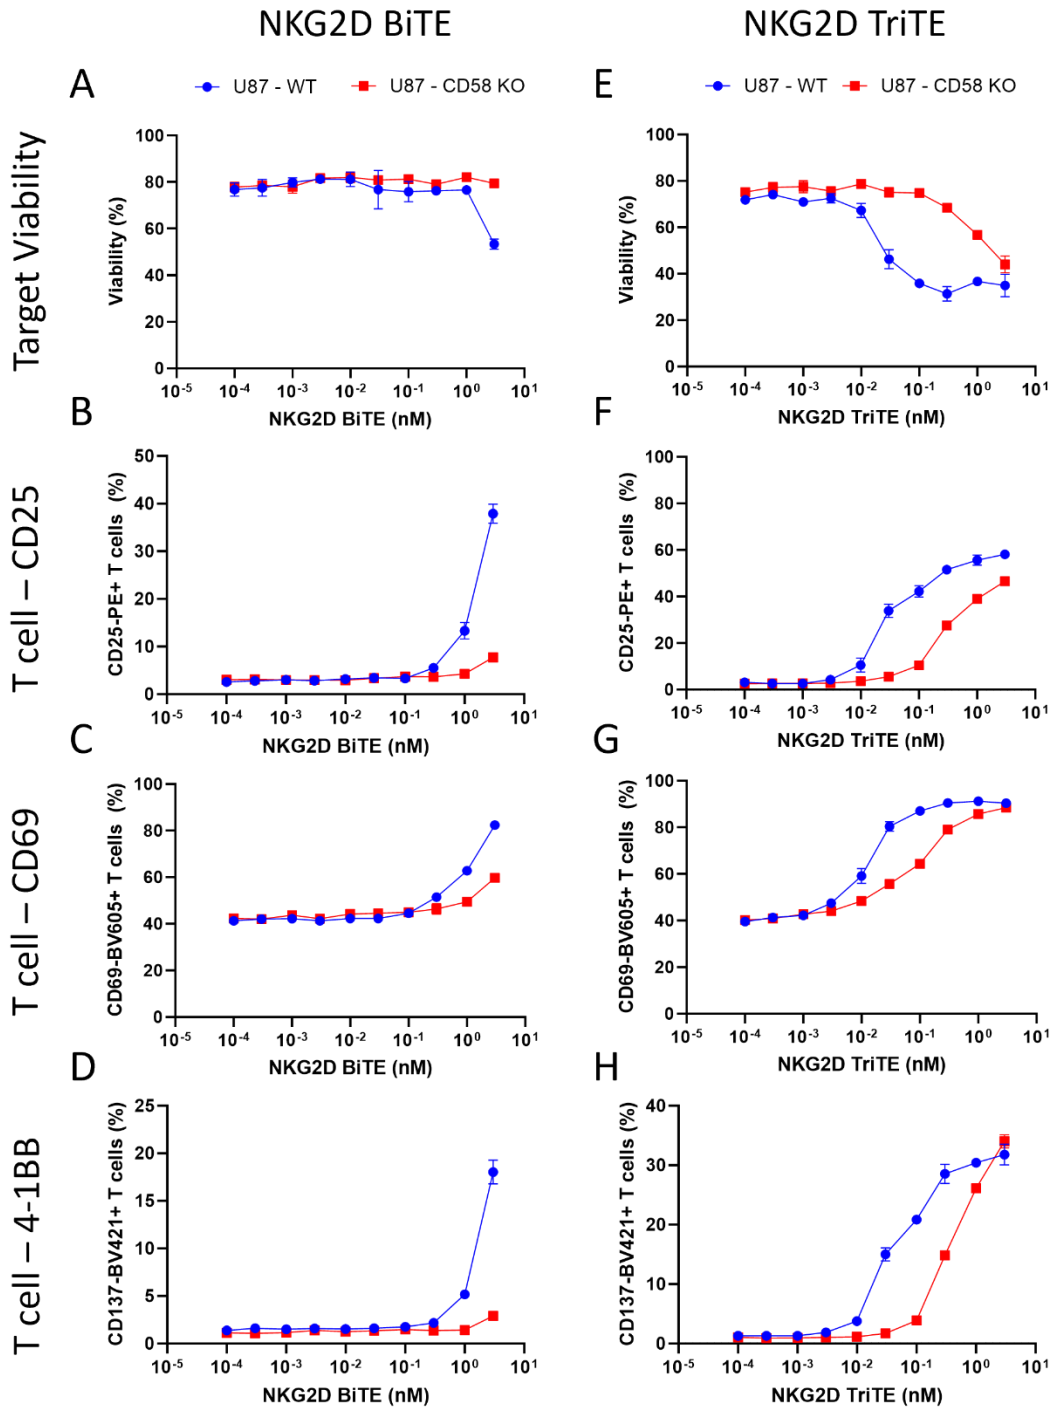 NKG2D BiTE
NKG2D TriTE
A
U87 - WT
U87 - CD58 KO
E
U87 - WT
U87 - CD58 KO
Target Viability
Viability (%)
100
80
60
40
20
0
10-5 10-4 10-3 10-2 10-1 100 101
NKG2D BiTE (nM)
Viability (%)
100
80
60
40
20
0
10-5 10-4 10-3 10-2 10-1 100 101
NKG2D TriTE (nM)
B
F
T cell – CD25
CD25-PE+ T cells (%)
50
40
30
20
10
0
10-5 10-4 10-3 10-2 10-1 100 101
NKG2D BiTE (nM)
CD25-PE+ T cells (%)
100
80
60
40
20
0
10-5 10-4 10-3 10-2 10-1 100 101
NKG2D TriTE (nM)
C
G
T cell – CD69
CD69-BV605+ T cells (%)
100
80
60
40
20
0
10-5 10-4 10-3 10-2 10-1 100 101
NKG2D BiTE (nM)
CD69-BV605+ T cells (%)
100
80
60
40
20
0
10-5 10-4 10-3 10-2 10-1 100 101
NKG2D TriTE (nM)
D
H
T cell – 4-1BB
CD137-BV421+ T cells (%)
25
20
15
10
5
0
10-5 10-4 10-3 10-2 10-1 100 101
NKG2D BiTE (nM)
CD137-BV421+ T cells (%)
40
30
20
10
0
10-5 10-4 10-3 10-2 10-1 100 101
NKG2D TriTE (nM)